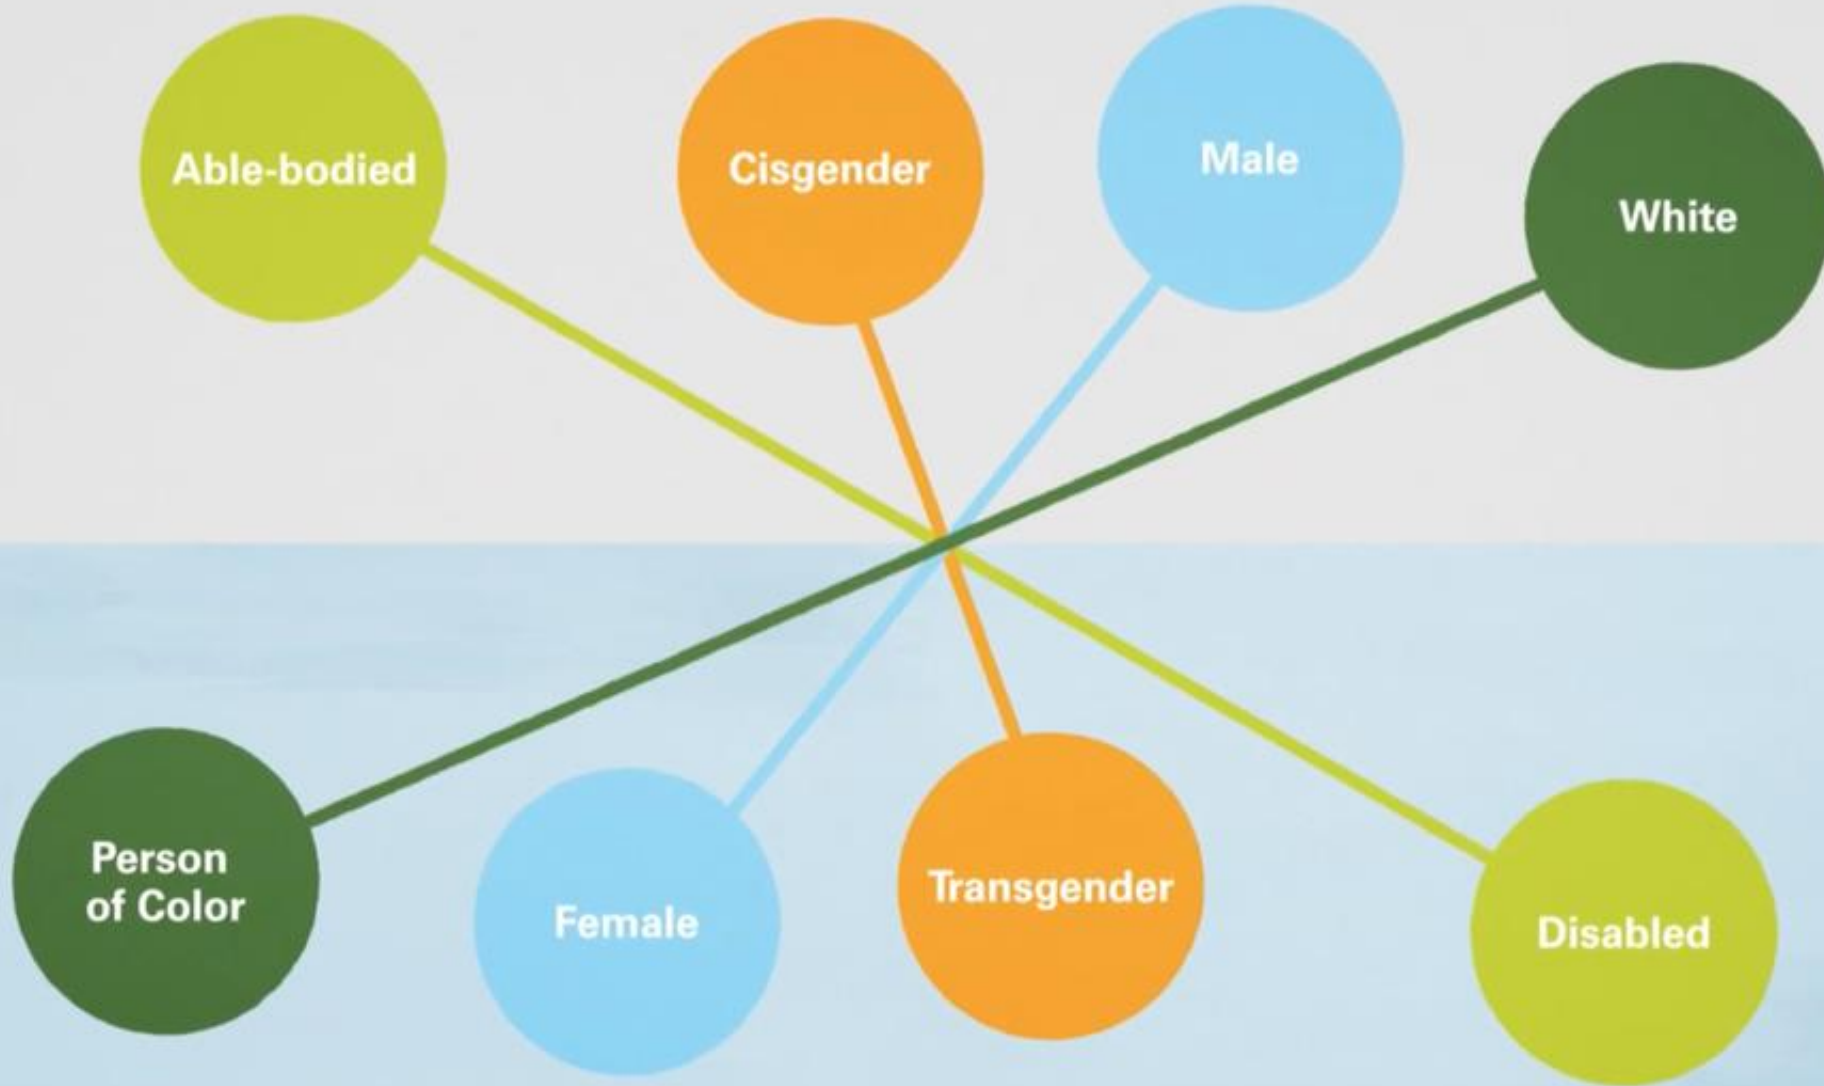 Able-bodied
Cisgender
Male
White
Person
of Color
Female
Transgender
Disabled